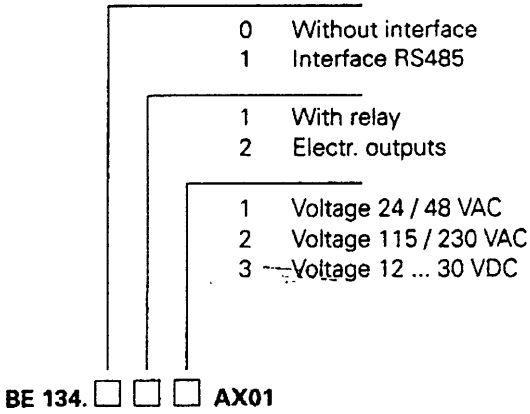 0 Without interface
1 Interface RS485
1 With relay
2 Electr. outputs
1 Voltage 24 / 48 VAC
2 Voltage 115 / 230 VAC
3 Voltage 12 ... 30 VDC
BE 134. □ □ □ AX01